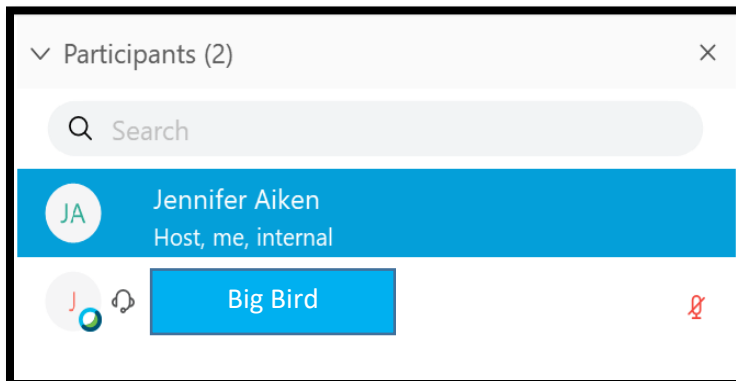 Participants (2)
Search
JA
Jennifer Aiken
Host, me, internal
J
Big Bird